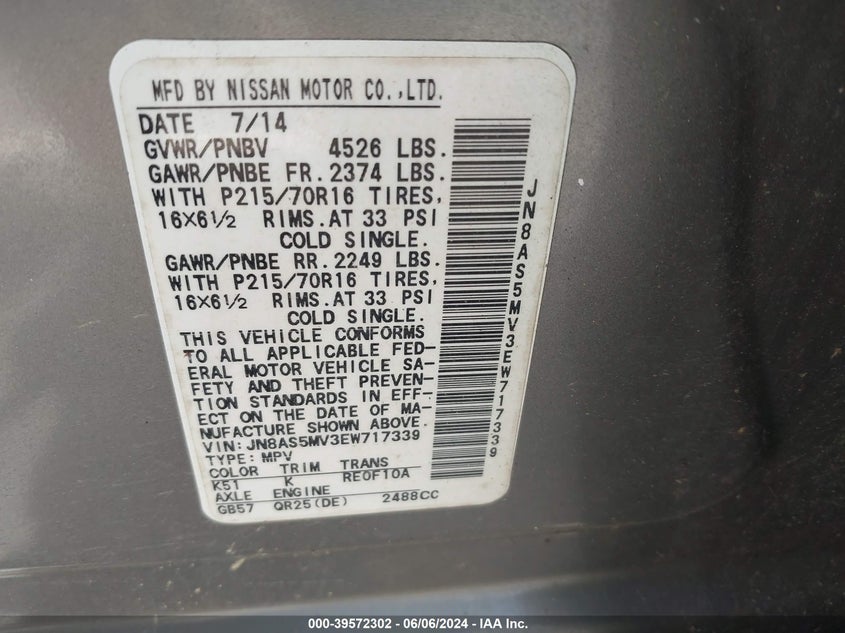 MFD BY NISSAN MOTOR CO.,LTD.
DATE 7/14
GVWR/PNBV 4526 LBS.
GAWR/PNBE FR. 2374 LBS.
WITH P215/70R16 TIRES,
16X6½ RIMS. AT 33 PSI
COLD SINGLE.
GAWR/PNBE RR. 2249 LBS.
WITH P215/70R16 TIRES,
16X6½ RIMS. AT 33 PSI
COLD SINGLE.
THIS VEHICLE CONFORMS
TO ALL APPLICABLE FED-
ERAL MOTOR VEHICLE SA-
FETY AND THEFT PREVEN-
TION STANDARDS IN EFF-
ECT ON THE DATE OF MA-
NUFACTURE SHOWN ABOVE.
VIN: JN8AS5MV3EW717339
TYPE: MPV
COLOR TRIM TRANS
K51 K RE0F10A
AXLE ENGINE
GB57 QR25(DE) 2488CC
JN8AS5MV3EW717339
000-39572302 - 06/06/2024 - IAA Inc.